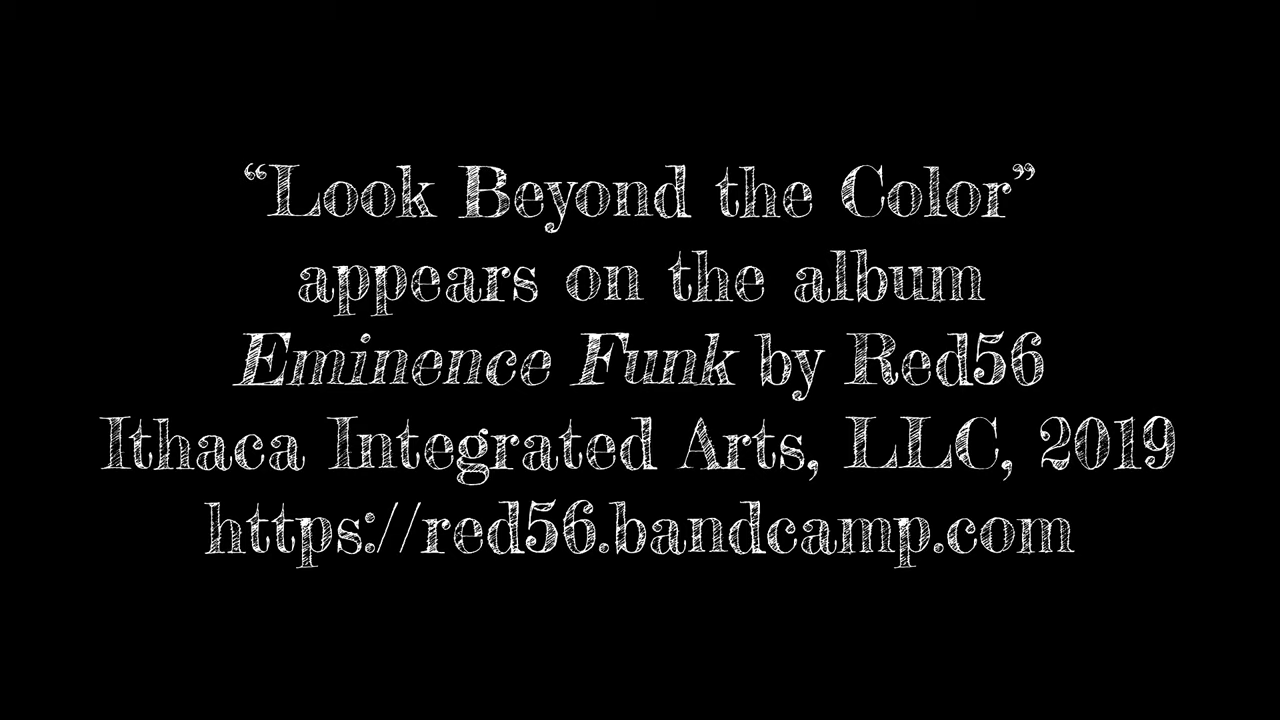 “Look Beyond the Color”
appears on the album
Eminence Funk by Red56
Ithaca Integrated Arts, LLC, 2019
https://red56.bandcamp.com